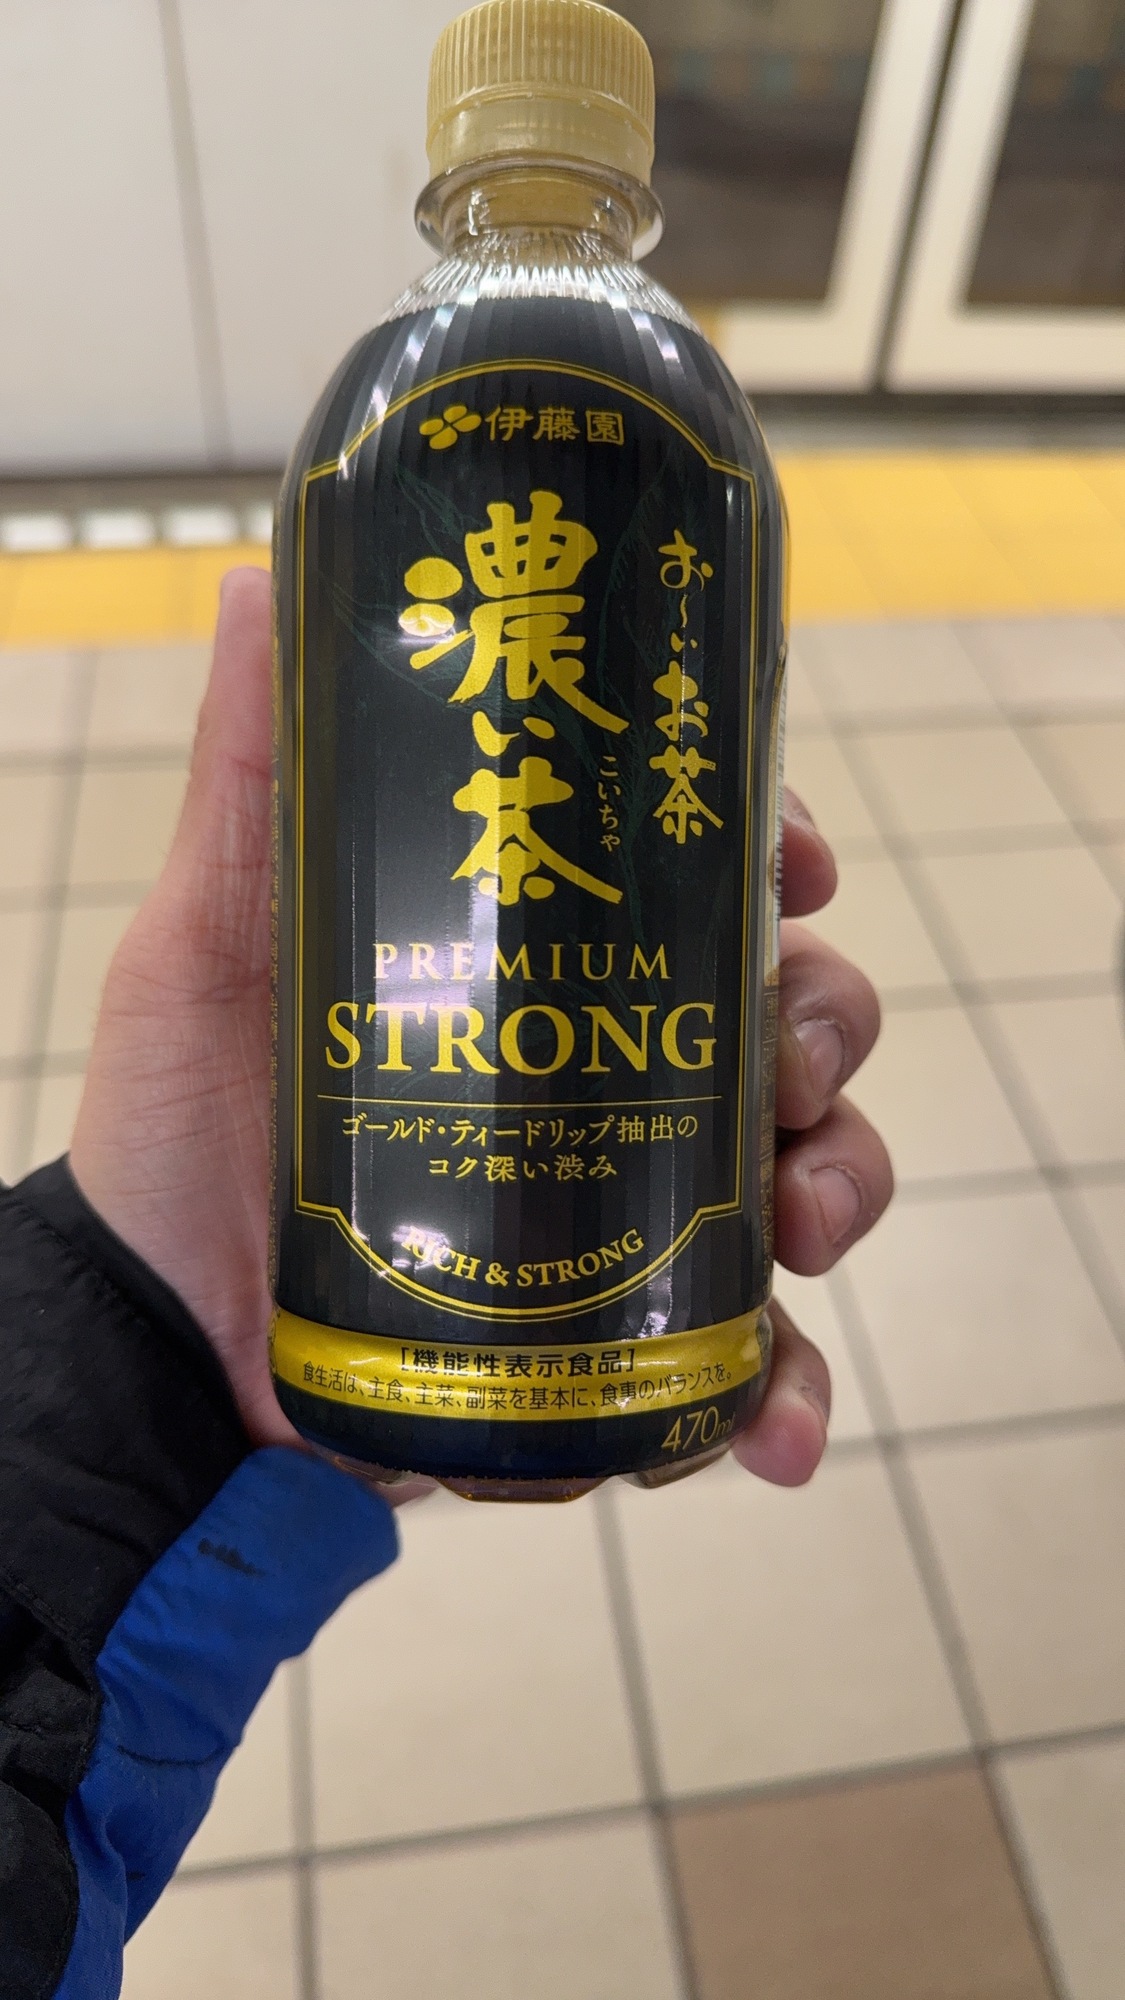 伊藤園
お〜いお茶
濃い茶
こいちゃ
PREMIUM
STRONG
ゴールド・ティードリップ抽出の
コク深い渋み
RICH & STRONG
[機能性表示食品]
食生活は、主食、主菜、副菜を基本に、食事のバランスを。
470ml